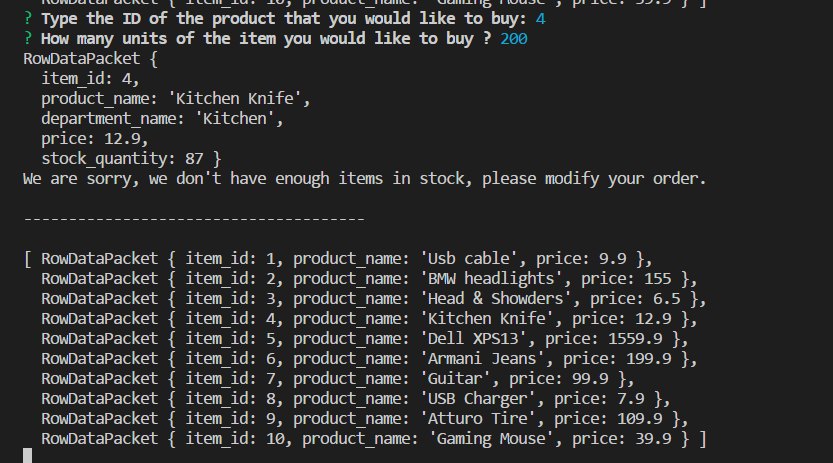 RowDataPacket { item_id: 10, product_name: 'Gaming Mouse', price: 39.9 } ]
? Type the ID of the product that you would like to buy: 4
? How many units of the item you would like to buy ? 200
RowDataPacket {
  item_id: 4,
  product_name: 'Kitchen Knife',
  department_name: 'Kitchen',
  price: 12.9,
  stock_quantity: 87 }
We are sorry, we don't have enough items in stock, please modify your order.
--------------------------------------
[ RowDataPacket { item_id: 1, product_name: 'Usb cable', price: 9.9 },
  RowDataPacket { item_id: 2, product_name: 'BMW headlights', price: 155 },
  RowDataPacket { item_id: 3, product_name: 'Head & Showders', price: 6.5 },
  RowDataPacket { item_id: 4, product_name: 'Kitchen Knife', price: 12.9 },
  RowDataPacket { item_id: 5, product_name: 'Dell XPS13', price: 1559.9 },
  RowDataPacket { item_id: 6, product_name: 'Armani Jeans', price: 199.9 },
  RowDataPacket { item_id: 7, product_name: 'Guitar', price: 99.9 },
  RowDataPacket { item_id: 8, product_name: 'USB Charger', price: 7.9 },
  RowDataPacket { item_id: 9, product_name: 'Atturo Tire', price: 109.9 },
  RowDataPacket { item_id: 10, product_name: 'Gaming Mouse', price: 39.9 } ]